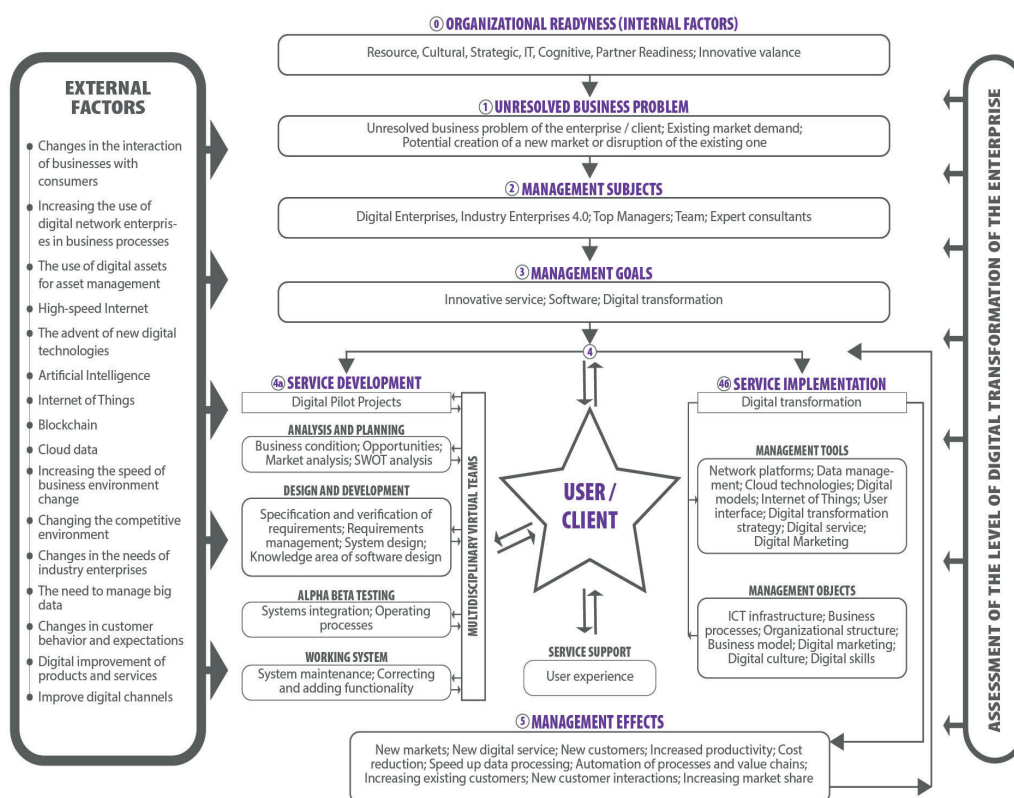 EXTERNAL
FACTORS
Changes in the interaction
of businesses with
consumers
Increasing the use of
digital network enterpris-
es in business processes
The use of digital assets
for asset management
High-speed Internet
The advent of new digital
technologies
Artificial Intelligence
Internet of Things
Blockchain
Cloud data
Increasing the speed of
business environment
change
Changing the competitive
environment
Changes in the needs of
industry enterprises
The need to manage big
data
Changes in customer
behavior and expectations
Digital improvement of
products and services
Improve digital channels
0 ORGANIZATIONAL READYNESS (INTERNAL FACTORS)
Resource, Cultural, Strategic, IT, Cognitive, Partner Readiness; Innovative valance
1 UNRESOLVED BUSINESS PROBLEM
Unresolved business problem of the enterprise / client; Existing market demand;
Potential creation of a new market or disruption of the existing one
2 MANAGEMENT SUBJECTS
Digital Enterprises, Industry Enterprises 4.0; Top Managers; Team; Expert consultants
3 MANAGEMENT GOALS
Innovative service; Software; Digital transformation
4
4a SERVICE DEVELOPMENT
Digital Pilot Projects
ANALYSIS AND PLANNING
Business condition; Opportunities;
Market analysis; SWOT analysis
DESIGN AND DEVELOPMENT
Specification and verification of
requirements; Requirements
management; System design;
Knowledge area of software design
ALPHA BETA TESTING
Systems integration; Operating
processes
WORKING SYSTEM
System maintenance; Correcting
and adding functionality
MULTIDISCIPLINARY VIRTUAL TEAMS
USER /
CLIENT
SERVICE SUPPORT
User experience
4б SERVICE IMPLEMENTATION
Digital transformation
MANAGEMENT TOOLS
Network platforms; Data manage-
ment; Cloud technologies; Digital
models; Internet of Things; User
interface; Digital transformation
strategy; Digital service;
Digital Marketing
MANAGEMENT OBJECTS
ICT infrastructure; Business
processes; Organizational structure;
Business model; Digital marketing;
Digital culture; Digital skills
5 MANAGEMENT EFFECTS
New markets; New digital service; New customers; Increased productivity; Cost
reduction; Speed up data processing; Automation of processes and value chains;
Increasing existing customers; New customer interactions; Increasing market share
ASSESSMENT OF THE LEVEL OF DIGITAL TRANSFORMATION OF THE ENTERPRISE